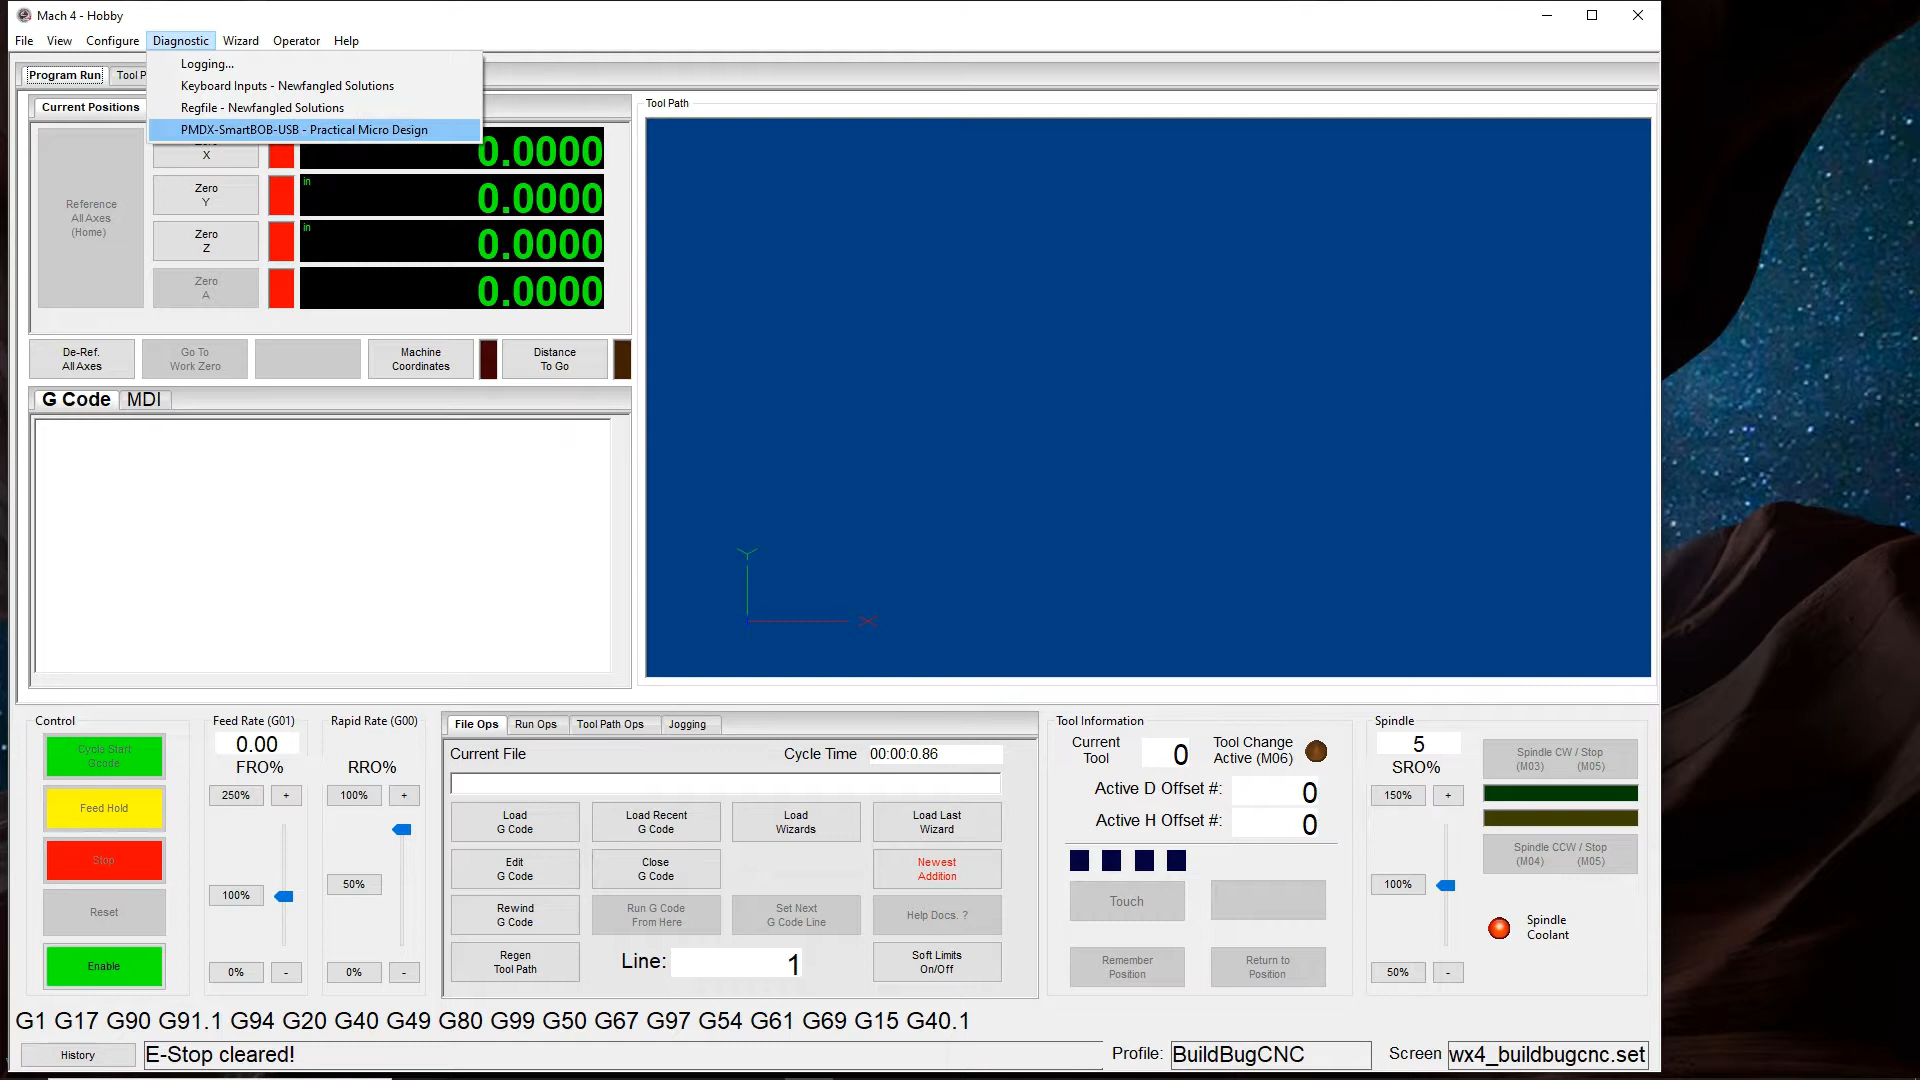 Mach 4 - Hobby
File View Configure Diagnostic Wizard Operator Help
Logging...
Keyboard Inputs - Newfangled Solutions
Regfile - Newfangled Solutions
PMDX-SmartBOB-USB - Practical Micro Design
Program Run
Tool P
Current Positions
Reference
All Axes
(Home)
X
0.0000
Zero
Y
in
0.0000
Zero
Z
in
0.0000
Zero
A
0.0000
De-Ref.
All Axes
Go To
Work Zero
Machine
Coordinates
Distance
To Go
G Code
MDI
Tool Path
Y
X
Control
Cycle Start
Gcode
Feed Hold
Stop
Reset
Enable
Feed Rate (G01)
0.00
FRO%
250%
+
100%
0%
-
Rapid Rate (G00)
RRO%
100%
+
50%
0%
-
File Ops
Run Ops
Tool Path Ops
Jogging
Current File
Cycle Time 00:00:0.86
Load
G Code
Load Recent
G Code
Load
Wizards
Load Last
Wizard
Edit
G Code
Close
G Code
Newest
Addition
Rewind
G Code
Run G Code
From Here
Set Next
G Code Line
Help Docs. ?
Regen
Tool Path
Line: 1
Soft Limits
On/Off
Tool Information
Current
Tool
0
Tool Change
Active (M06)
Active D Offset #: 0
Active H Offset #: 0
Touch
Remember
Position
Return to
Position
Spindle
5
SRO%
150%
+
100%
50%
-
Spindle CW / Stop
(M03) (M05)
Spindle CCW / Stop
(M04) (M05)
Spindle
Coolant
G1 G17 G90 G91.1 G94 G20 G40 G49 G80 G99 G50 G67 G97 G54 G61 G69 G15 G40.1
History
E-Stop cleared!
Profile: BuildBugCNC
Screen wx4_buildbugcnc.set